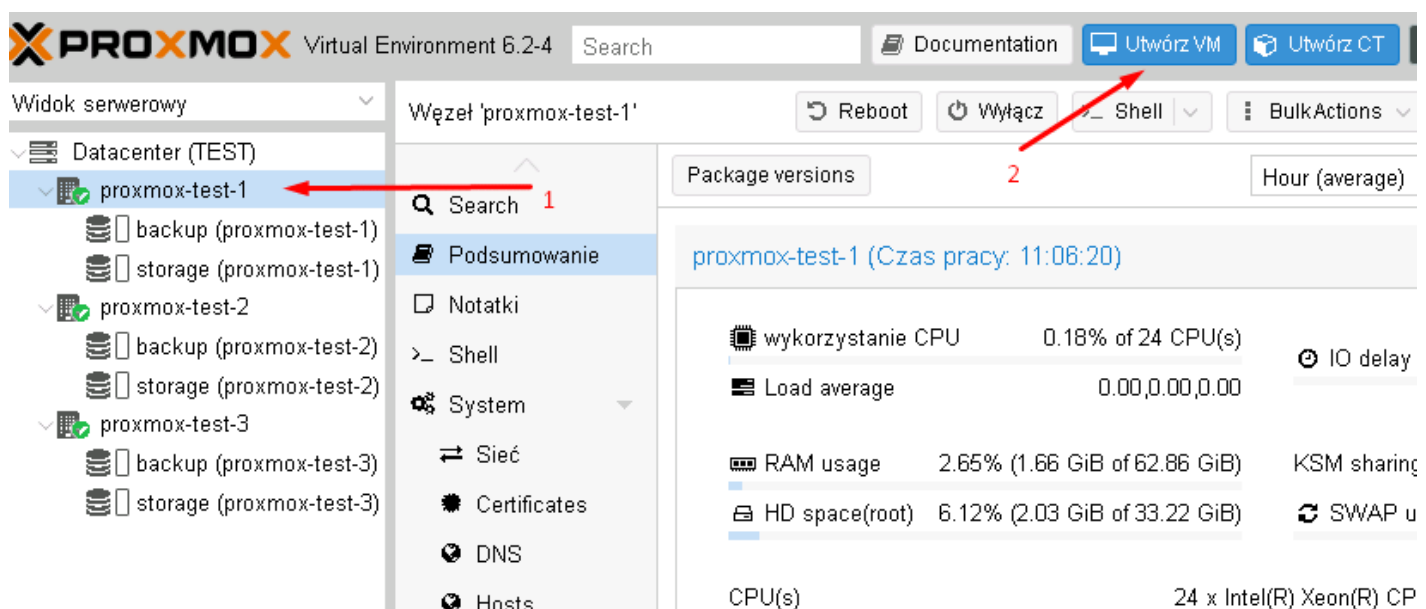 PROXMOX Virtual Environment 6.2-4 Search Documentation Utwórz VM Utwórz CT
Widok serwerowy
Datacenter (TEST)
proxmox-test-1
backup (proxmox-test-1)
storage (proxmox-test-1)
proxmox-test-2
backup (proxmox-test-2)
storage (proxmox-test-2)
proxmox-test-3
backup (proxmox-test-3)
storage (proxmox-test-3)
1
2
Węzeł 'proxmox-test-1' Reboot Wyłącz Shell Bulk Actions
Search
Podsumowanie
Notatki
Shell
System
Sieć
Certificates
DNS
Hosts
Package versions Hour (average)
proxmox-test-1 (Czas pracy: 11:06:20)
wykorzystanie CPU 0.18% of 24 CPU(s)
IO delay
Load average 0.00,0.00,0.00
RAM usage 2.65% (1.66 GiB of 62.86 GiB) KSM sharing
HD space(root) 6.12% (2.03 GiB of 33.22 GiB) SWAP u
CPU(s) 24 x Intel(R) Xeon(R) CP